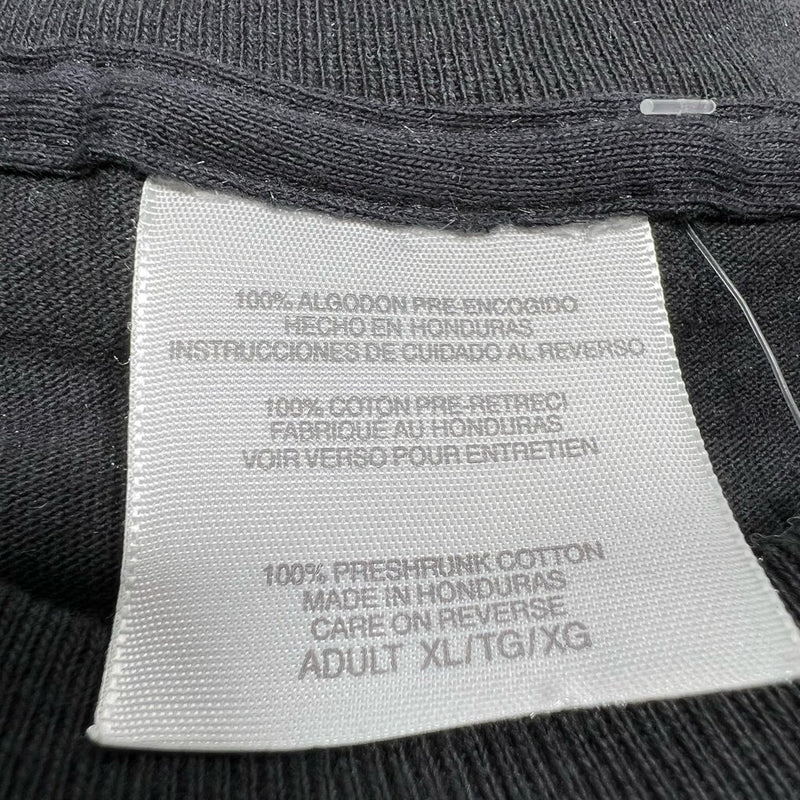 100% ALGODON PRE-ENCOGIDO
HECHO EN HONDURAS
INSTRUCCIONES DE CUIDADO AL REVERSO
100% COTON PRE-RETRECI
FABRIQUE AU HONDURAS
VOIR VERSO POUR ENTRETIEN
100% PRESHRUNK COTTON
MADE IN HONDURAS
CARE ON REVERSE
ADULT XL/TG/XG